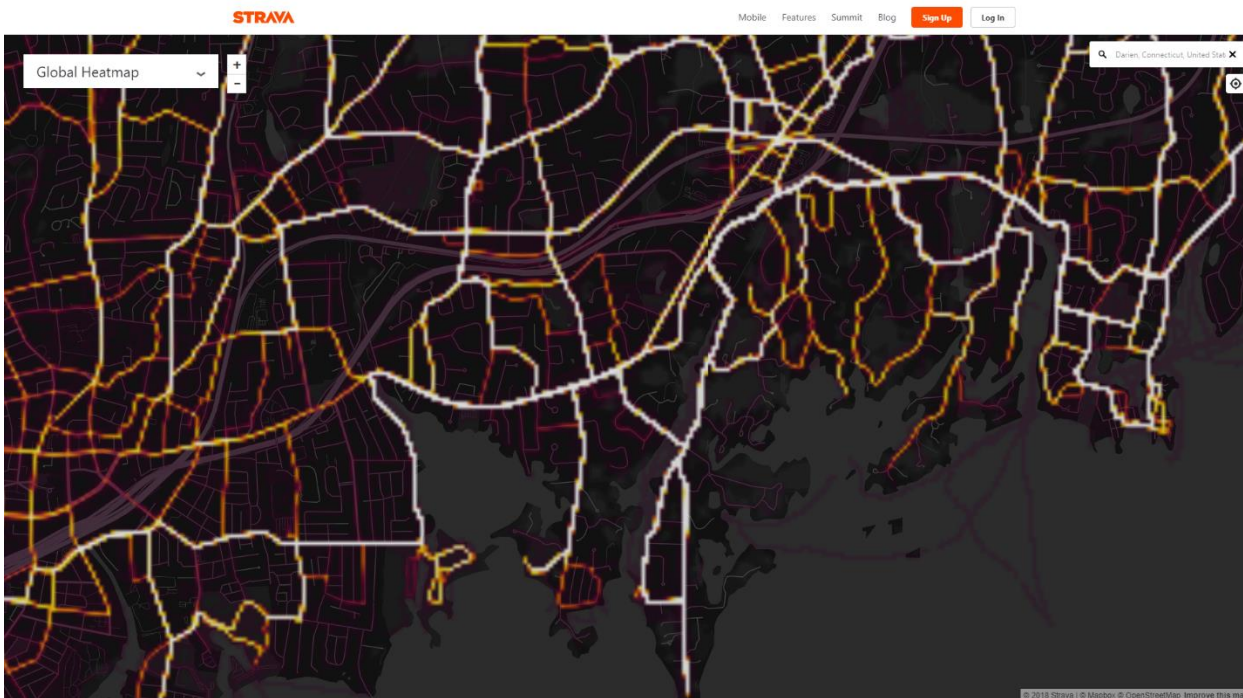 STRAVA
Mobile Features Summit Blog Sign Up Log In
Global Heatmap
+
-
Darien, Connecticut, United Stat
© 2018 Strava | © Mapbox © OpenStreetMap Improve this ma